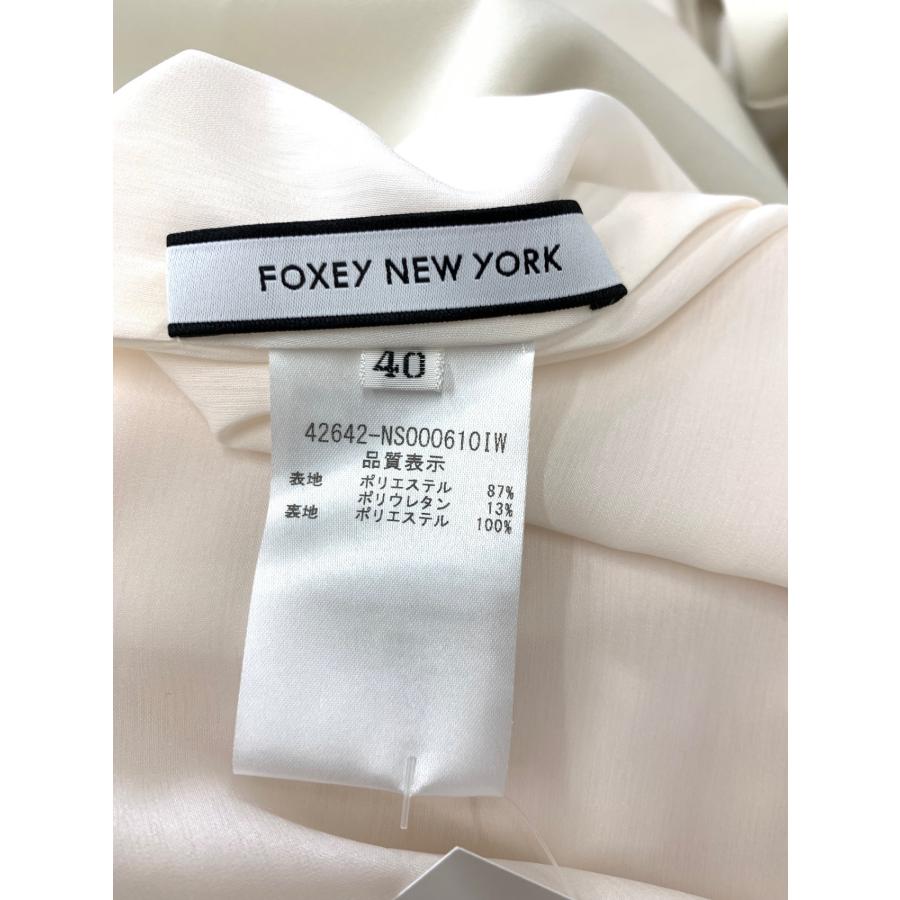 FOXEY NEW YORK
40
42642-NS000610IW
品質表示
表地 ポリエステル 87%
ポリウレタン 13%
裏地 ポリエステル 100%